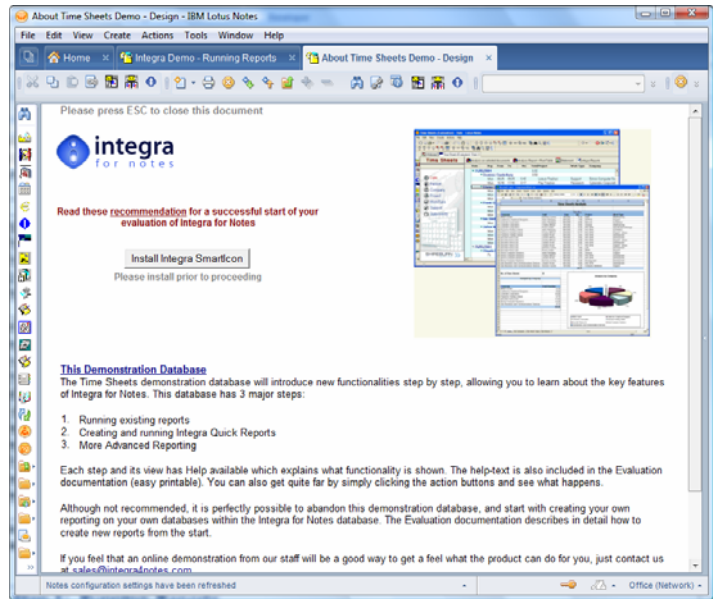 About Time Sheets Demo - Design - IBM Lotus Notes
File Edit View Create Actions Tools Window Help
Home Integra Demo - Running Reports About Time Sheets Demo - Design
Please press ESC to close this document
integra
for notes
Time Sheets
Read these recommendation for a successful start of your
evaluation of Integra for Notes
Install Integra SmartIcon
Please install prior to proceeding
This Demonstration Database
The Time Sheets demonstration database will introduce new functionalities step by step, allowing you to learn about the key features
of Integra for Notes. This database has 3 major steps:
1. Running existing reports
2. Creating and running Integra Quick Reports
3. More Advanced Reporting
Each step and its view has Help available which explains what functionality is shown. The help-text is also included in the Evaluation
documentation (easy printable). You can also get quite far by simply clicking the action buttons and see what happens.
Although not recommended, it is perfectly possible to abandon this demonstration database, and start with creating your own
reporting on your own databases within the Integra for Notes database. The Evaluation documentation describes in detail how to
create new reports from the start.
If you feel that an online demonstration from our staff will be a good way to get a feel what the product can do for you, just contact us
at sales@integra4notes.com
Notes configuration settings have been refreshed
Office (Network)